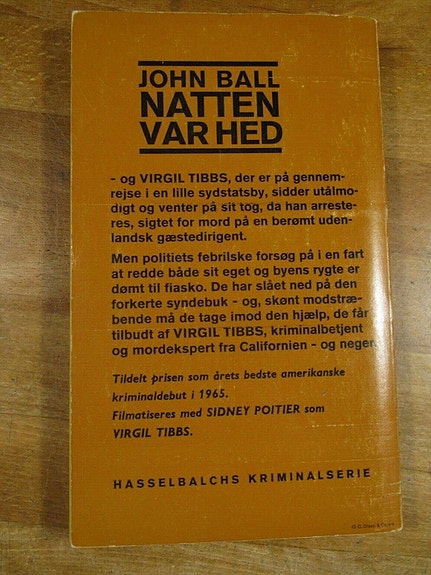 JOHN BALL
NATTEN
VAR HED
- og VIRGIL TIBBS, der er på gennem-
rejse i en lille sydstatsby, sidder utålmo-
digt og venter på sit tog, da han arreste-
res, sigtet for mord på en berømt uden-
landsk gæstedirigent.
Men politiets febrilske forsøg på i en fart
at redde både sit eget og byens rygte er
dømt til fiasko. De har slået ned på den
forkerte syndebuk - og, skønt modstræ-
bende må de tage imod den hjælp, de får
tilbudt af VIRGIL TIBBS, kriminalbetjent
og mordekspert fra Californien - og neger.
Tildelt prisen som årets bedste amerikanske
kriminaldebut i 1965.
Filmatiseres med SIDNEY POITIER som
VIRGIL TIBBS.
HASSELBALCHS KRIMINALSERIE